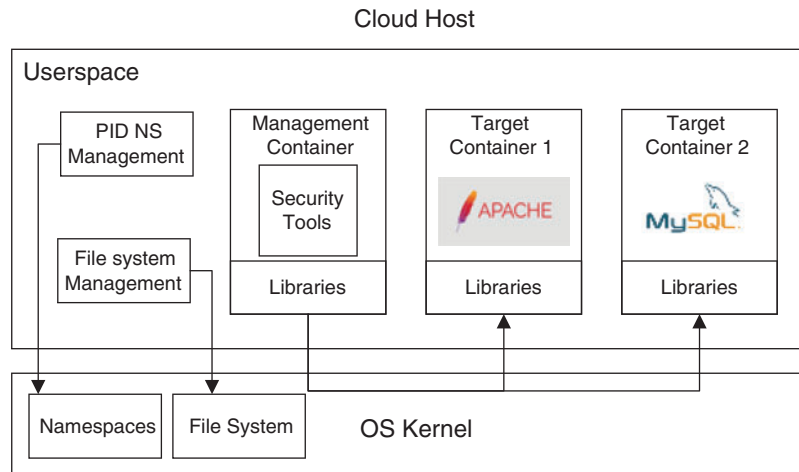 Cloud Host
Userspace
PID NS
Management
File system
Management
Management
Container
Security
Tools
Libraries
Target
Container 1
APACHE
Libraries
Target
Container 2
MySQL
Libraries
Namespaces
File System
OS Kernel